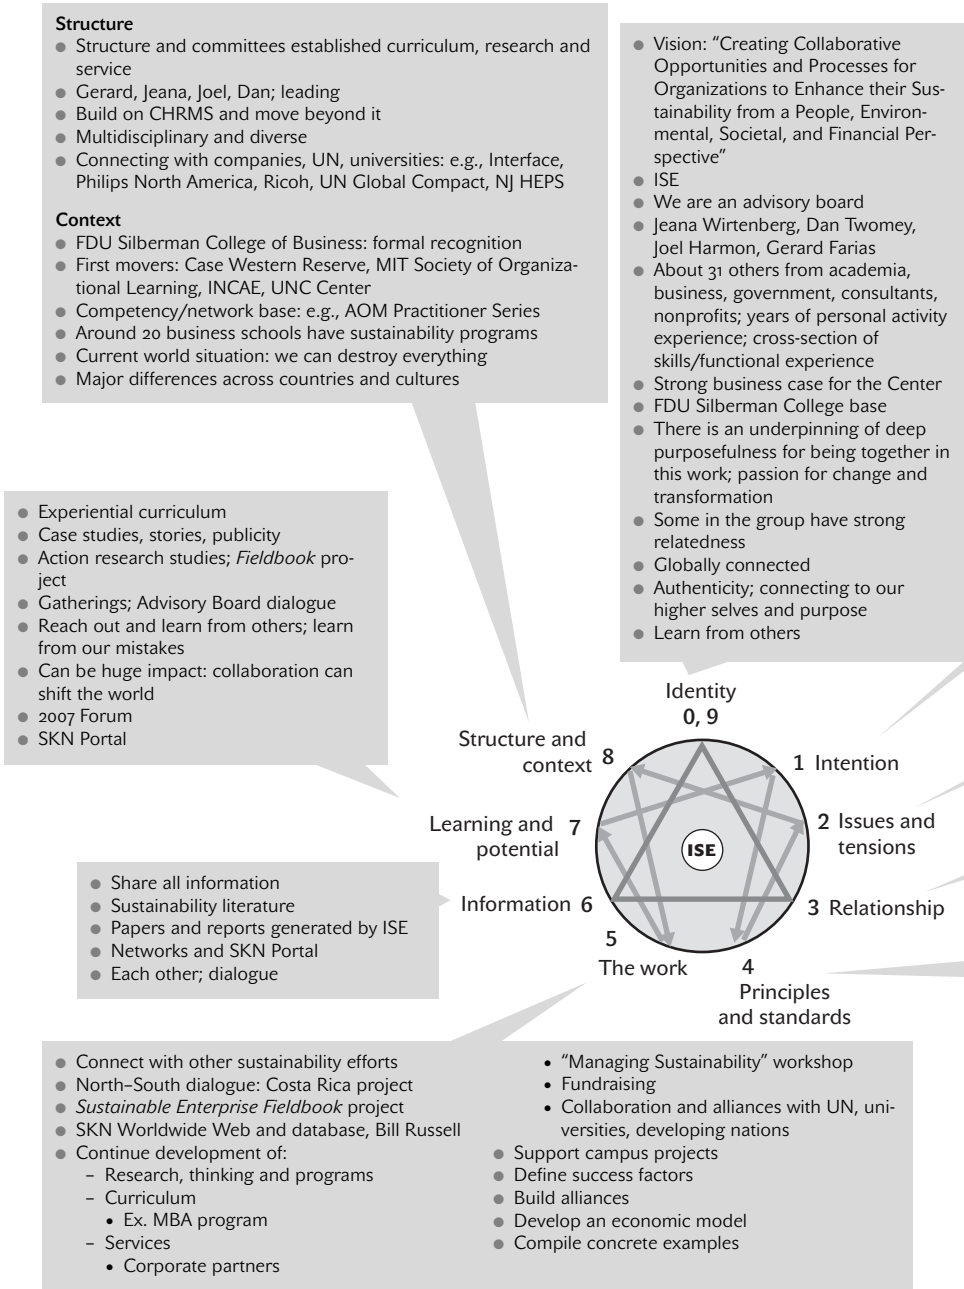 Structure
● Structure and committees established curriculum, research and
service
● Gerard, Jeana, Joel, Dan; leading
● Build on CHRMS and move beyond it
● Multidisciplinary and diverse
● Connecting with companies, UN, universities: e.g., Interface,
Philips North America, Ricoh, UN Global Compact, NJ HEPS
Context
● FDU Silberman College of Business: formal recognition
● First movers: Case Western Reserve, MIT Society of Organiza-
tional Learning, INCAE, UNC Center
● Competency/network base: e.g., AOM Practitioner Series
● Around 20 business schools have sustainability programs
● Current world situation: we can destroy everything
● Major differences across countries and cultures
● Vision: “Creating Collaborative
Opportunities and Processes for
Organizations to Enhance their Sus-
tainability from a People, Environ-
mental, Societal, and Financial Per-
spective”
● ISE
● We are an advisory board
● Jeana Wirtenberg, Dan Twomey,
Joel Harmon, Gerard Farias
● About 31 others from academia,
business, government, consultants,
nonprofits; years of personal activity
experience; cross-section of
skills/functional experience
● Strong business case for the Center
● FDU Silberman College base
● There is an underpinning of deep
purposefulness for being together in
this work; passion for change and
transformation
● Some in the group have strong
relatedness
● Globally connected
● Authenticity; connecting to our
higher selves and purpose
● Learn from others
● Experiential curriculum
● Case studies, stories, publicity
● Action research studies; Fieldbook pro-
ject
● Gatherings; Advisory Board dialogue
● Reach out and learn from others; learn
from our mistakes
● Can be huge impact: collaboration can
shift the world
● 2007 Forum
● SKN Portal
Identity
0, 9
Structure and
context 8
1 Intention
Learning and 7
potential
2 Issues and
tensions
ISE
Information 6
3 Relationship
5
The work
4
Principles
and standards
● Share all information
● Sustainability literature
● Papers and reports generated by ISE
● Networks and SKN Portal
● Each other; dialogue
● Connect with other sustainability efforts
● North–South dialogue: Costa Rica project
● Sustainable Enterprise Fieldbook project
● SKN Worldwide Web and database, Bill Russell
● Continue development of:
– Research, thinking and programs
– Curriculum
• Ex. MBA program
– Services
• Corporate partners
• “Managing Sustainability” workshop
• Fundraising
• Collaboration and alliances with UN, uni-
versities, developing nations
● Support campus projects
● Define success factors
● Build alliances
● Develop an economic model
● Compile concrete examples